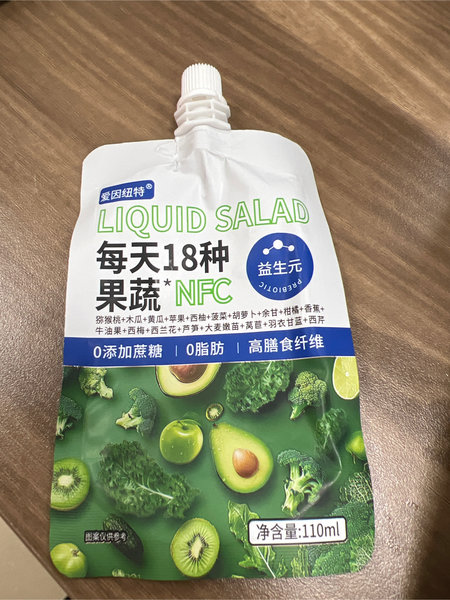 爱因纽特®
LIQUID SALAD
每天18种
果蔬*NFC
益生元
PREBIOTIC
猕猴桃+木瓜+黄瓜+苹果+西柚+菠菜+胡萝卜+余甘+柑橘+香蕉+
牛油果+西梅+西兰花+芦笋+大麦嫩苗+莴苣+羽衣甘蓝+西芹
0添加蔗糖 | 0脂肪 | 高膳食纤维
图案仅供参考
净含量:110ml